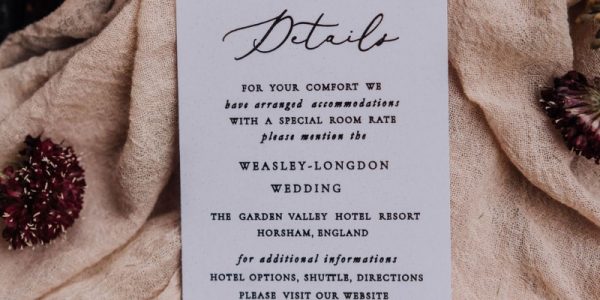 Details
FOR YOUR COMFORT WE
have arranged accommodations
WITH A SPECIAL ROOM RATE
please mention the
WEASLEY-LONGDON
WEDDING
THE GARDEN VALLEY HOTEL RESORT
HORSHAM, ENGLAND
for additional informations
HOTEL OPTIONS, SHUTTLE, DIRECTIONS
PLEASE VISIT OUR WEBSITE